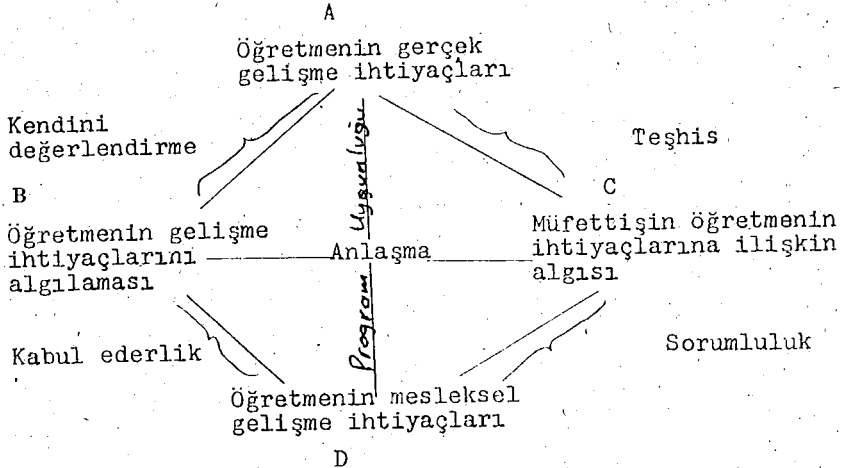 A
Öğretmenin gerçek
gelişme ihtiyaçları
Kendini
değerlendirme
Teşhis
B
C
Öğretmenin gelişme
ihtiyaçlarını
algılaması
Anlaşma
Müfettişin öğretmenin
ihtiyaçlarına ilişkin
algısı
Program Uygunluğu
Kabul ederlik
Sorumluluk
Öğretmenin mesleksel
gelişme ihtiyaçları
D